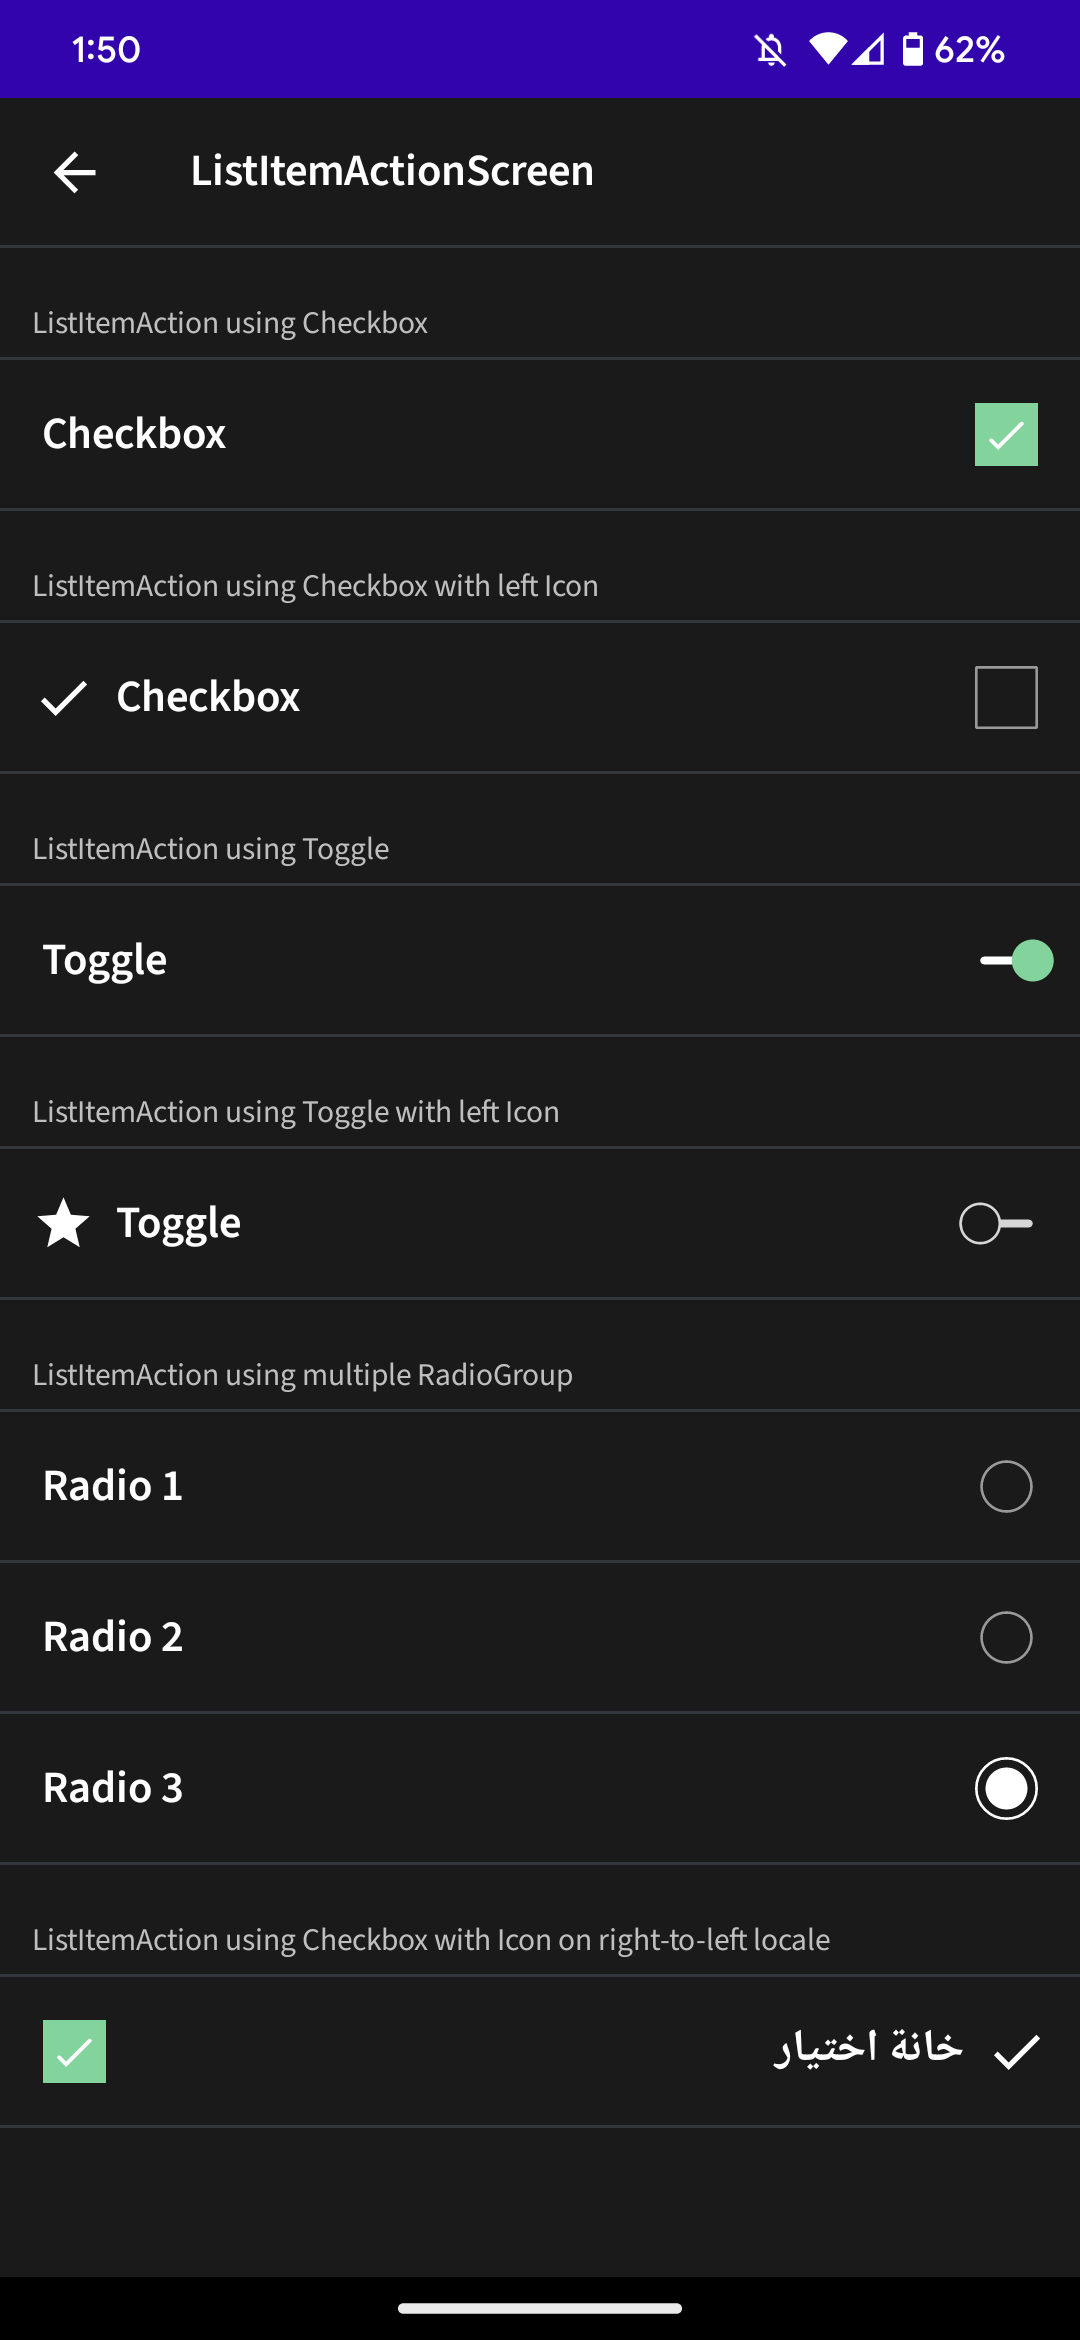 1:50
62%
ListItemActionScreen
ListItemAction using Checkbox
Checkbox
ListItemAction using Checkbox with left Icon
Checkbox
ListItemAction using Toggle
Toggle
ListItemAction using Toggle with left Icon
Toggle
ListItemAction using multiple RadioGroup
Radio 1
Radio 2
Radio 3
ListItemAction using Checkbox with Icon on right-to-left locale
خانة اختيار